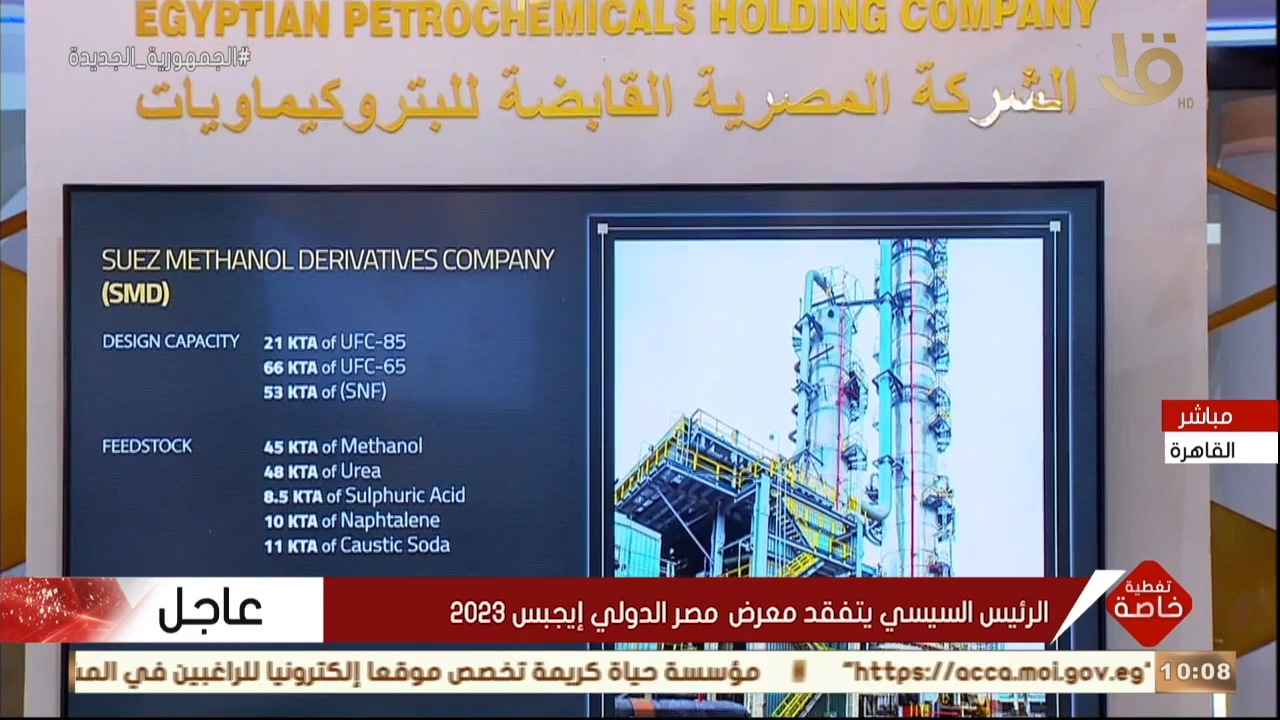 EGYPTIAN PETROCHEMICALS HOLDING COMPANY
#الجمهورية_الجديدة
الشركة المصرية القابضة للبتروكيماويات
HD
SUEZ METHANOL DERIVATIVES COMPANY
(SMD)
DESIGN CAPACITY
21 KTA of UFC-85
66 KTA of UFC-65
53 KTA of (SNF)
FEEDSTOCK
45 KTA of Methanol
48 KTA of Urea
8.5 KTA of Sulphuric Acid
10 KTA of Naphtalene
11 KTA of Caustic Soda
مباشر
القاهرة
تغطية
خاصة
الرئيس السيسي يتفقد معرض مصر الدولي إيجبس 2023
عاجل
10:08
"https://acca.moi.gov.eg"
مؤسسة حياة كريمة تخصص موقعا إلكترونيا للراغبين في